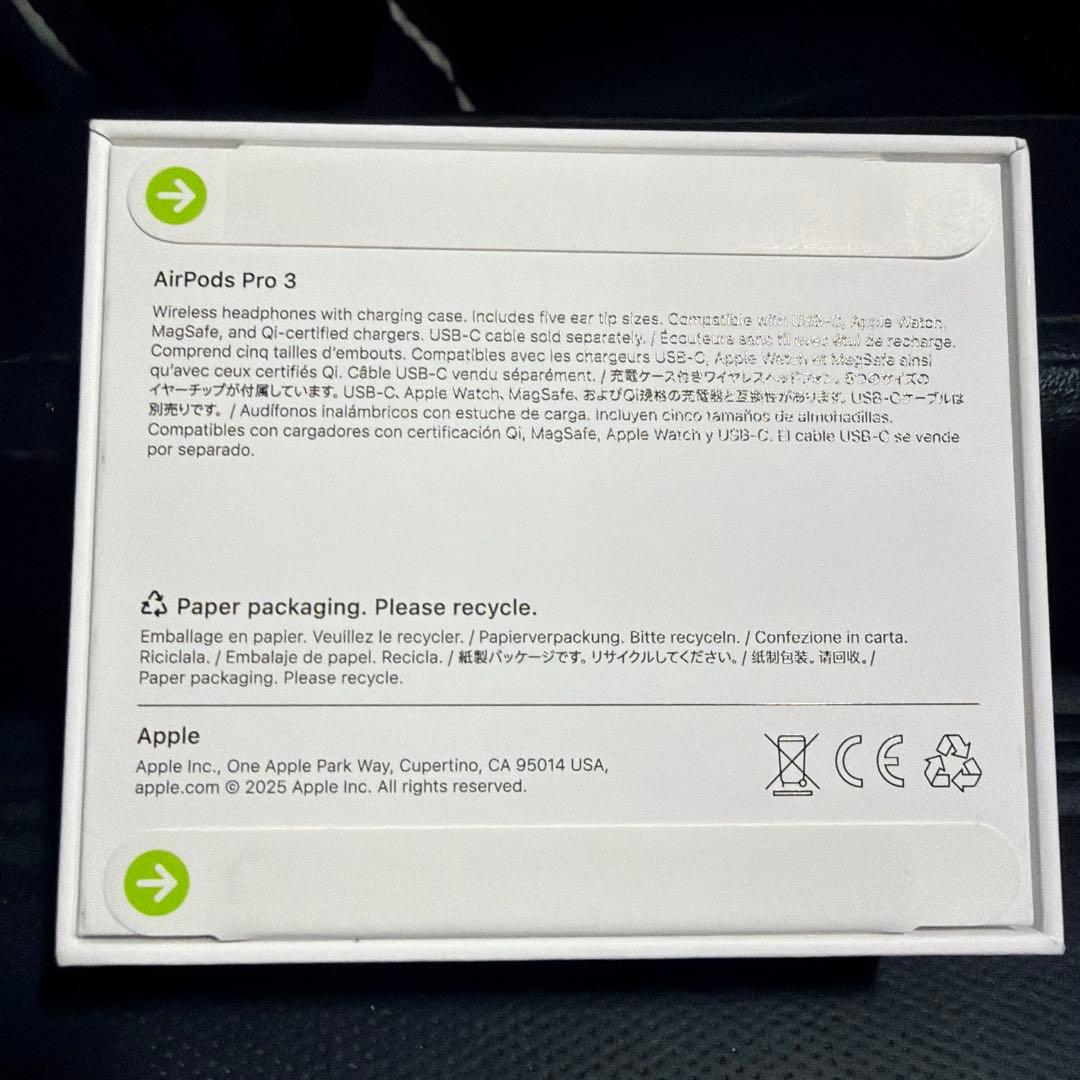 AirPods Pro 3
Wireless headphones with charging case. Includes five ear tip sizes. Compatible with USB-C, Apple Watch,
MagSafe, and Qi-certified chargers. USB-C cable sold separately. / Écouteurs sans fil avec étui de recharge.
Comprend cinq tailles d'embouts. Compatibles avec les chargeurs USB-C, Apple Watch et MagSafe ainsi
qu'avec ceux certifiés Qi. Câble USB-C vendu séparément. / 充電ケース付きワイヤレスヘッドフォン。5つのサイズの
イヤーチップが付属しています。USB-C、Apple Watch、MagSafe、およびQi規格の充電器と互換性があります。USB-Cケーブルは
別売りです。/ Audífonos inalámbricos con estuche de carga. Incluyen cinco tamaños de almohadillas.
Compatibles con cargadores con certificación Qi, MagSafe, Apple Watch y USB-C. El cable USB-C se vende
por separado.
Paper packaging. Please recycle.
Emballage en papier. Veuillez le recycler. / Papierverpackung. Bitte recyceln. / Confezione in carta.
Riciclala. / Embalaje de papel. Recicla. / 紙製パッケージです。リサイクルしてください。/ 纸制包装。请回收。/
Paper packaging. Please recycle.
Apple
Apple Inc., One Apple Park Way, Cupertino, CA 95014 USA,
apple.com © 2025 Apple Inc. All rights reserved.
CE